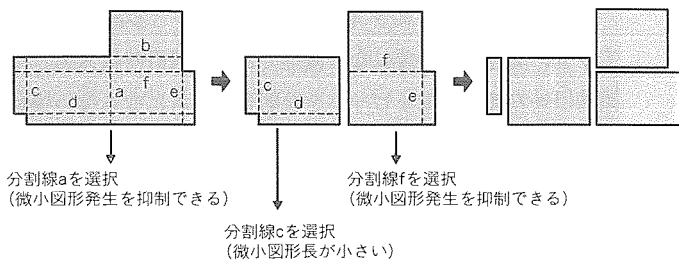 b
f
c
a
e
d
f
c
e
d
分割線aを選択
(微小図形発生を抑制できる)
分割線fを選択
(微小図形発生を抑制できる)
分割線cを選択
(微小図形長が小さい)